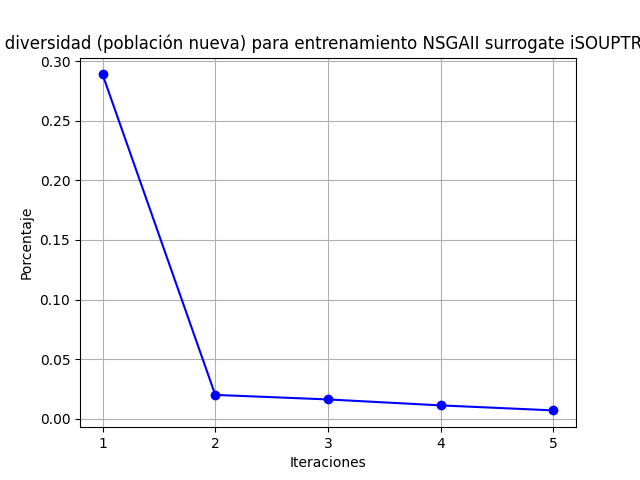 diversidad (población nueva) para entrenamiento NSGAII surrogate iSOUPTR
0.30
0.25
0.20
0.15
0.10
0.05
0.00
Porcentaje
1 2 3 4 5
Iteraciones